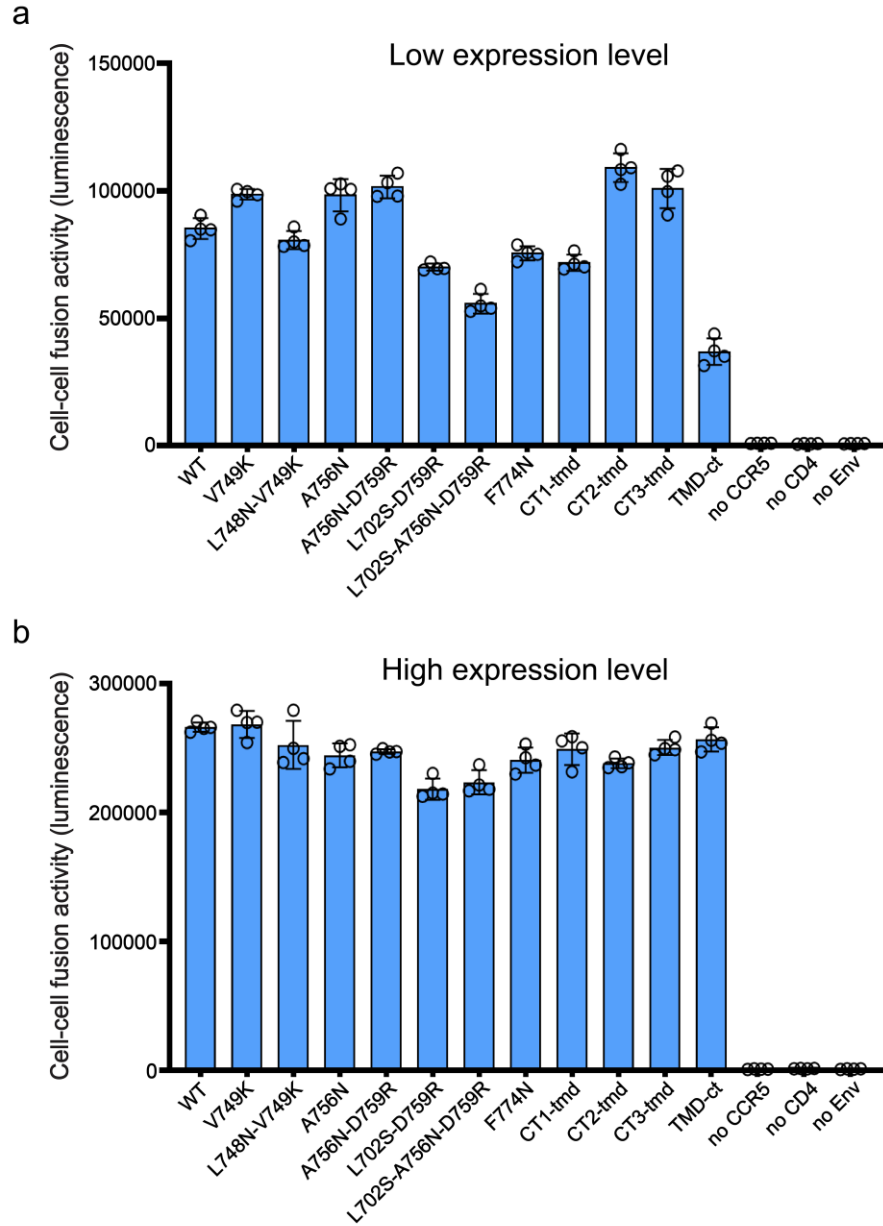 a
Low expression level
Cell-cell fusion activity (luminescence)
150000
100000
50000
0
WT
V749K
L748N-V749K
A756N
A756N-D759R
L702S-D759R
L702S-A756N-D759R
F774N
CT1-tmd
CT2-tmd
CT3-tmd
TMD-ct
no CCR5
no CD4
no Env
b
High expression level
Cell-cell fusion activity (luminescence)
300000
200000
100000
0
WT
V749K
L748N-V749K
A756N
A756N-D759R
L702S-D759R
L702S-A756N-D759R
F774N
CT1-tmd
CT2-tmd
CT3-tmd
TMD-ct
no CCR5
no CD4
no Env